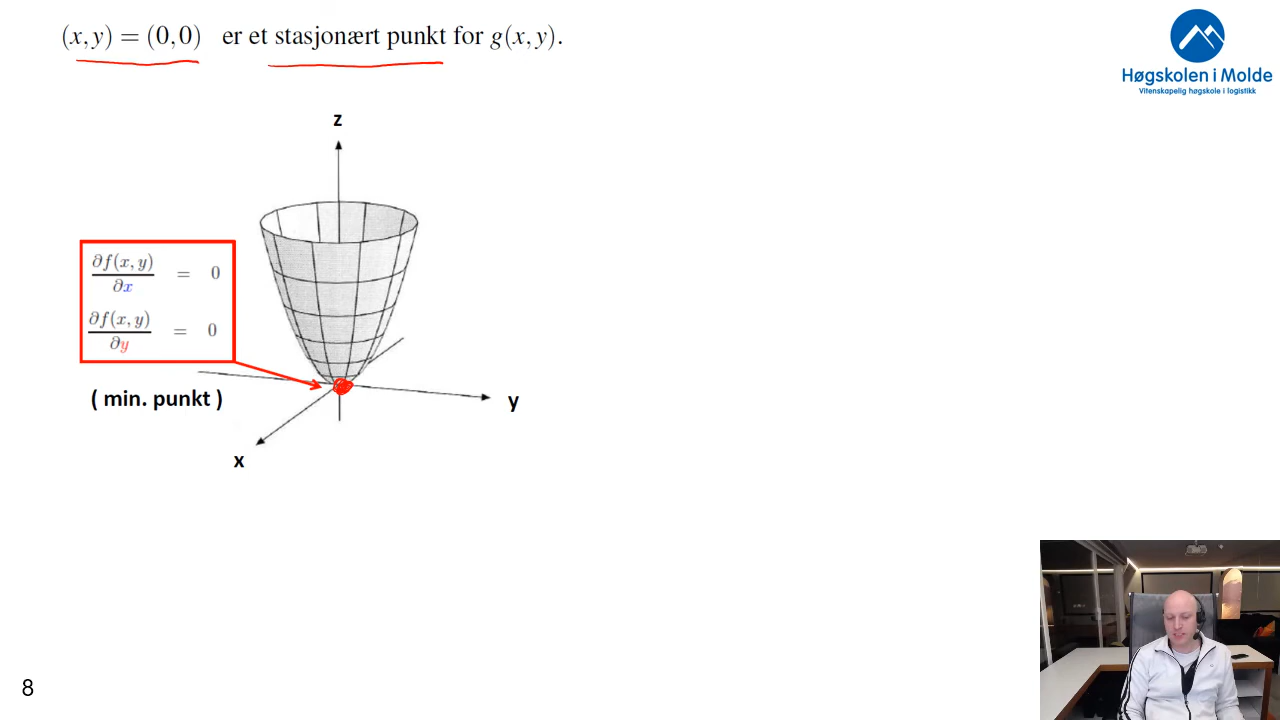 (x, y) = (0,0) er et stasjonært punkt for g(x, y).
Høgskolen i Molde
Vitenskapelig høgskole i logistikk
z
∂f(x, y)/∂x = 0
∂f(x, y)/∂y = 0
( min. punkt )
y
x
8